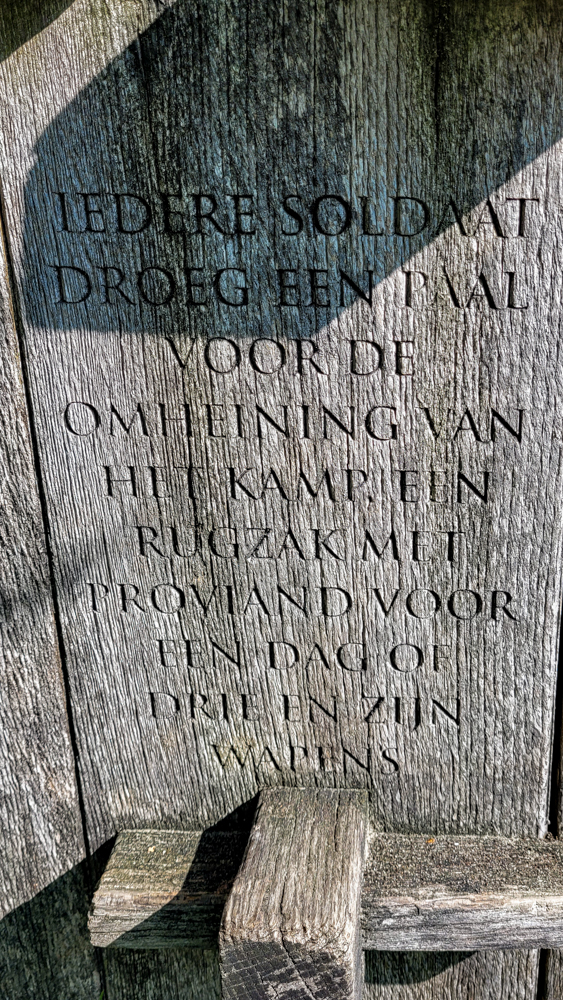 IEDERE SOLDAAT
DROEG EEN PAAL
VOOR DE
OMHEINING VAN
HET KAMP, EEN
RUGZAK MET
PROVIAND VOOR
EEN DAG OF
DRIE EN ZIJN
WAPENS